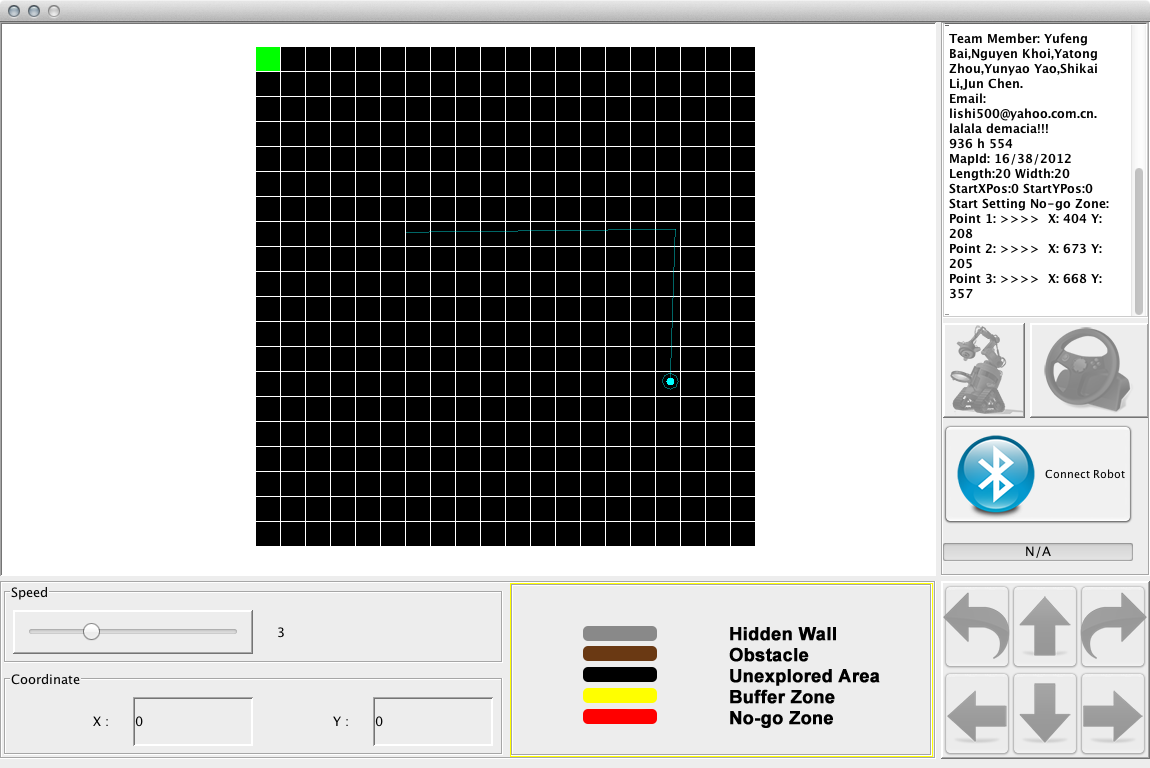 Team Member: Yufeng
Bai,Nguyen Khoi,Yatong
Zhou,Yunyao Yao,Shikai
Li,Jun Chen.
Email:
lishi500@yahoo.com.cn.
lalala demacia!!!
936 h 554
MapId: 16/38/2012
Length:20 Width:20
StartXPos:0 StartYPos:0
Start Setting No-go Zone:
Point 1: >>>>  X: 404 Y:
208
Point 2: >>>>  X: 673 Y:
205
Point 3: >>>>  X: 668 Y:
357
Connect Robot
N/A
Speed
3
Coordinate
X : 0 Y : 0
Hidden Wall
Obstacle
Unexplored Area
Buffer Zone
No-go Zone